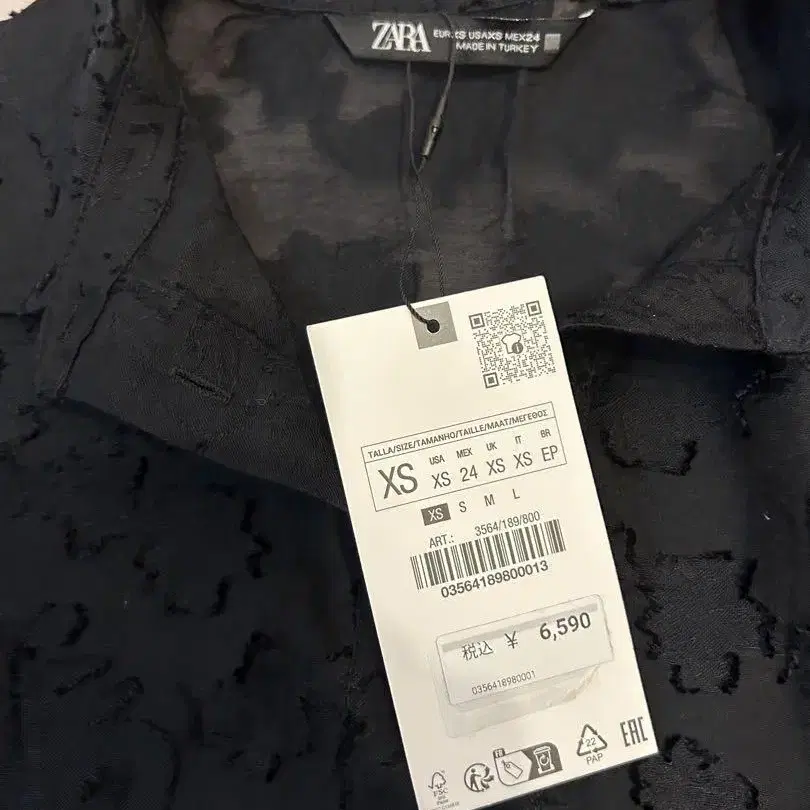 ZARA
EUR XS USA XS MEX 24
MADE IN TURKEY
TALLA/SIZE/TAMANHO/TAILLE/MAAT/ΜΕΓΕΘΟΣ
XS
USA MEX UK IT BR
XS 24 XS XS EP
XS S M L
ART.: 3564/189/800
03564189800013
税込 ¥ 6,590
0356418980001
FR
FSC
22
PAP
EAC